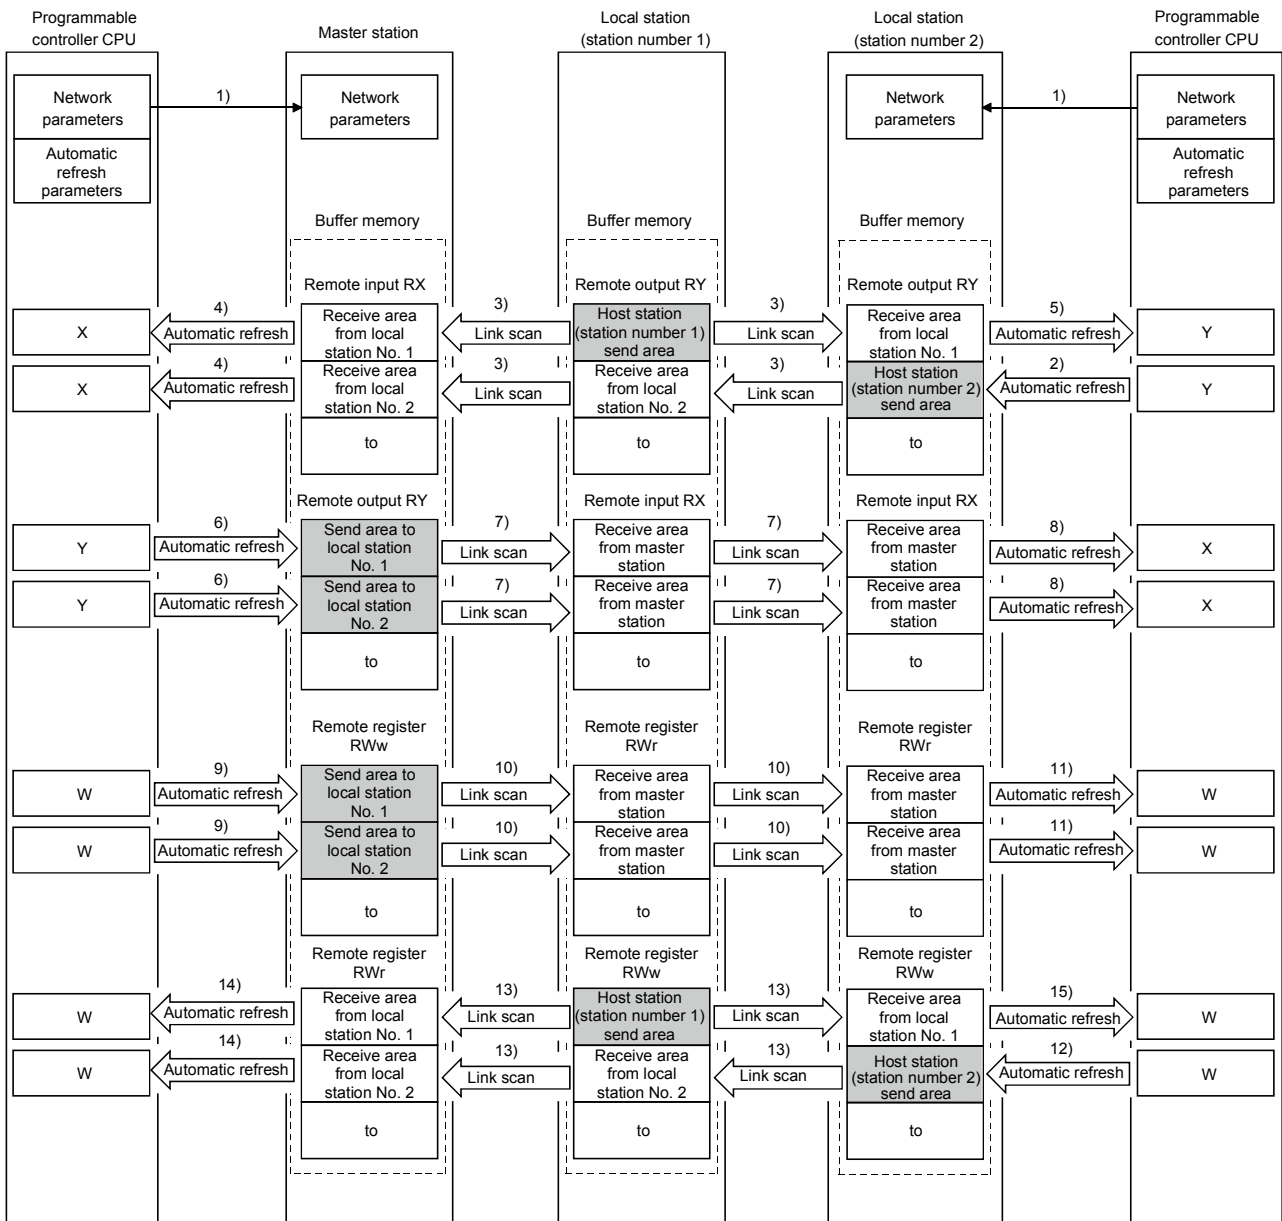 Programmable
controller CPU
Master station
Local station
(station number 1)
Local station
(station number 2)
Programmable
controller CPU
Network
parameters
1)
Network
parameters
Network
parameters
1)
Network
parameters
Automatic
refresh
parameters
Automatic
refresh
parameters
Buffer memory
Buffer memory
Buffer memory
Remote input RX
Remote output RY
Remote output RY
X
4)
Automatic refresh
Receive area
from local
station No. 1
3)
Link scan
Host station
(station number 1)
send area
3)
Link scan
Receive area
from local
station No. 1
5)
Automatic refresh
Y
X
4)
Automatic refresh
Receive area
from local
station No. 2
3)
Link scan
Receive area
from local
station No. 2
3)
Link scan
Host station
(station number 2)
send area
2)
Automatic refresh
Y
to
to
to
Remote output RY
Remote input RX
Remote input RX
Y
6)
Automatic refresh
Send area to
local station
No. 1
7)
Link scan
Receive area
from master
station
7)
Link scan
Receive area
from master
station
8)
Automatic refresh
X
Y
6)
Automatic refresh
Send area to
local station
No. 2
7)
Link scan
Receive area
from master
station
7)
Link scan
Receive area
from master
station
8)
Automatic refresh
X
to
to
to
Remote register
RWw
Remote register
RWr
Remote register
RWr
W
9)
Automatic refresh
Send area to
local station
No. 1
10)
Link scan
Receive area
from master
station
10)
Link scan
Receive area
from master
station
11)
Automatic refresh
W
W
9)
Automatic refresh
Send area to
local station
No. 2
10)
Link scan
Receive area
from master
station
10)
Link scan
Receive area
from master
station
11)
Automatic refresh
W
to
to
to
Remote register
RWr
Remote register
RWw
Remote register
RWw
W
14)
Automatic refresh
Receive area
from local
station No. 1
13)
Link scan
Host station
(station number 1)
send area
13)
Link scan
Receive area
from local
station No. 1
15)
Automatic refresh
W
W
14)
Automatic refresh
Receive area
from local
station No. 2
13)
Link scan
Receive area
from local
station No. 2
13)
Link scan
Host station
(station number 2)
send area
12)
Automatic refresh
W
to
to
to